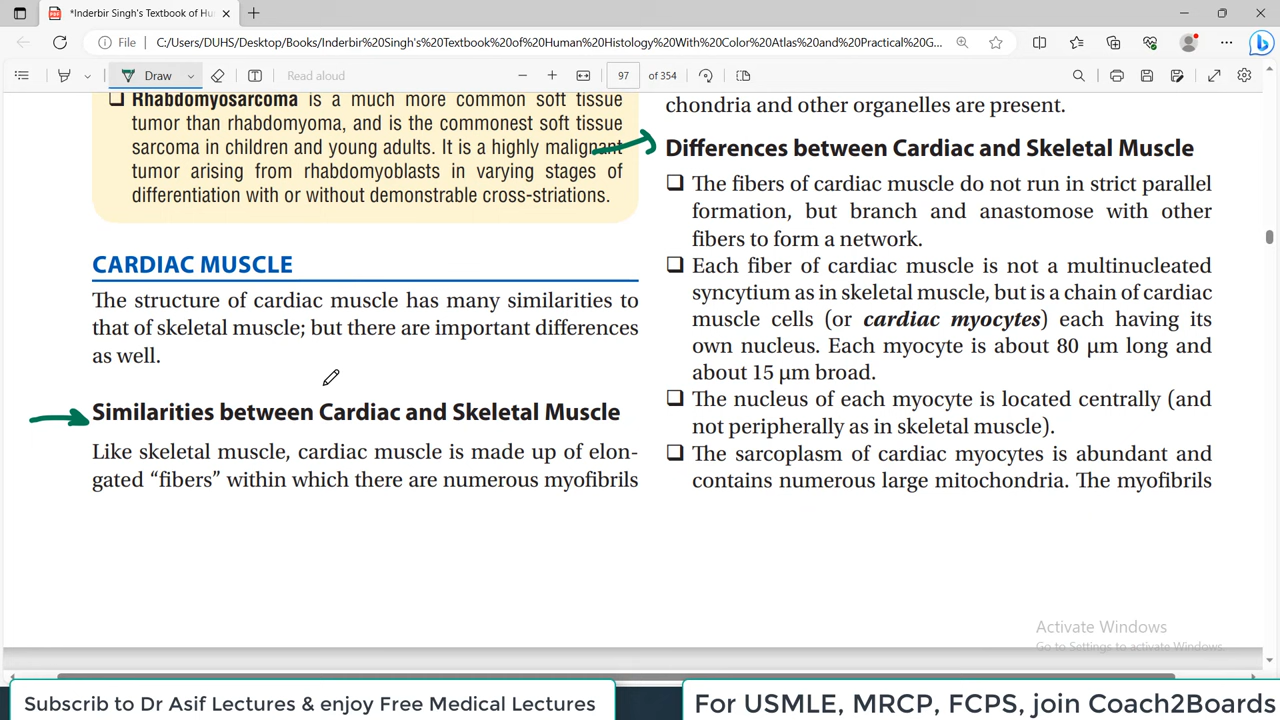 *Inderbir Singh's Textbook of Hu
File
C:/Users/DUHS/Desktop/Books/Inderbir%20Singh's%20Textbook%20of%20Human%20Histology%20With%20Color%20Atlas%20and%20Practical%20G...
Draw
Read aloud
97 of 354
❑ Rhabdomyosarcoma is a much more common soft tissue
tumor than rhabdomyoma, and is the commonest soft tissue
sarcoma in children and young adults. It is a highly malignant
tumor arising from rhabdomyoblasts in varying stages of
differentiation with or without demonstrable cross-striations.
CARDIAC MUSCLE
The structure of cardiac muscle has many similarities to
that of skeletal muscle; but there are important differences
as well.
Similarities between Cardiac and Skeletal Muscle
Like skeletal muscle, cardiac muscle is made up of elon-
gated “fibers” within which there are numerous myofibrils
chondria and other organelles are present.
Differences between Cardiac and Skeletal Muscle
❑ The fibers of cardiac muscle do not run in strict parallel
formation, but branch and anastomose with other
fibers to form a network.
❑ Each fiber of cardiac muscle is not a multinucleated
syncytium as in skeletal muscle, but is a chain of cardiac
muscle cells (or cardiac myocytes) each having its
own nucleus. Each myocyte is about 80 µm long and
about 15 µm broad.
❑ The nucleus of each myocyte is located centrally (and
not peripherally as in skeletal muscle).
❑ The sarcoplasm of cardiac myocytes is abundant and
contains numerous large mitochondria. The myofibrils
Activate Windows
Go to Settings to activate Windows.
Subscrib to Dr Asif Lectures & enjoy Free Medical Lectures
For USMLE, MRCP, FCPS, join Coach2Boards